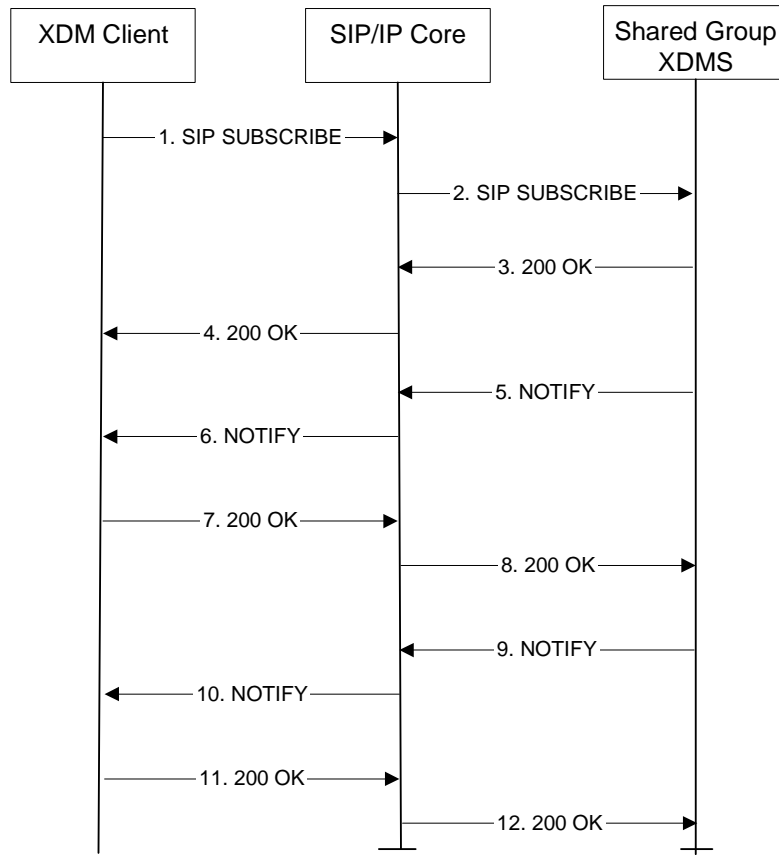 XDM Client
SIP/IP Core
Shared Group
XDMS
1. SIP SUBSCRIBE
2. SIP SUBSCRIBE
3. 200 OK
4. 200 OK
5. NOTIFY
6. NOTIFY
7. 200 OK
8. 200 OK
9. NOTIFY
10. NOTIFY
11. 200 OK
12. 200 OK